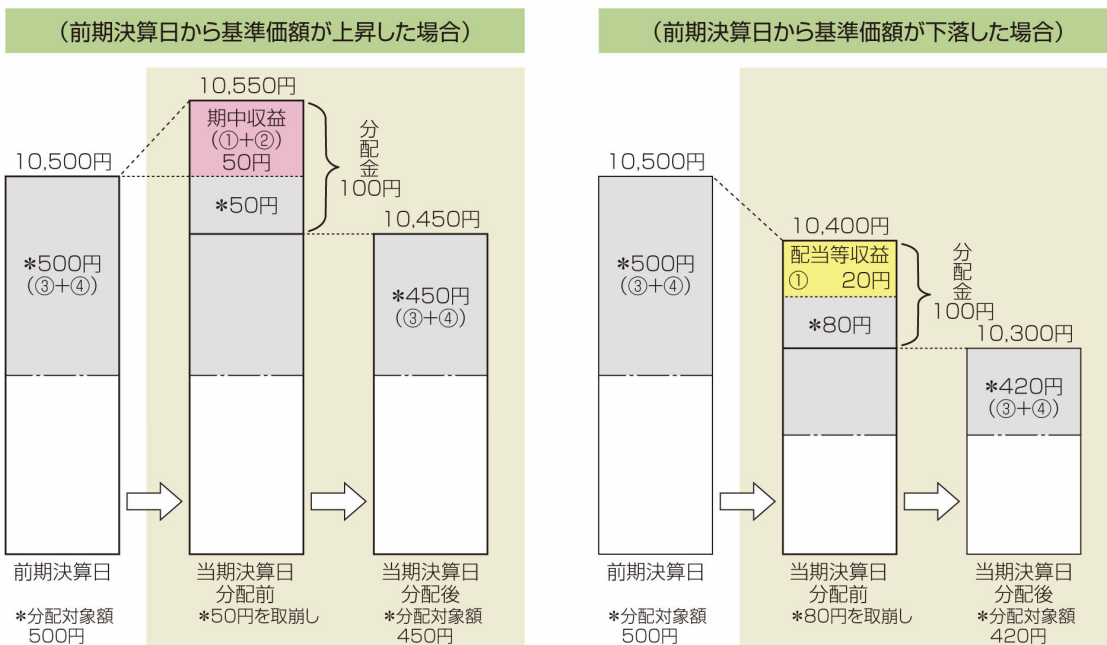 (前期決算日から基準価額が上昇した場合)
10,550円
期中収益
(①+②)
50円
分配金
100円
10,500円
*50円
10,450円
*500円
(③+④)
*450円
(③+④)
前期決算日
当期決算日
分配前
当期決算日
分配後
*分配対象額
500円
*50円を取崩し
*分配対象額
450円
(前期決算日から基準価額が下落した場合)
10,500円
10,400円
配当等収益
① 20円
分配金
100円
*500円
(③+④)
*80円
10,300円
*420円
(③+④)
前期決算日
当期決算日
分配前
当期決算日
分配後
*分配対象額
500円
*80円を取崩し
*分配対象額
420円